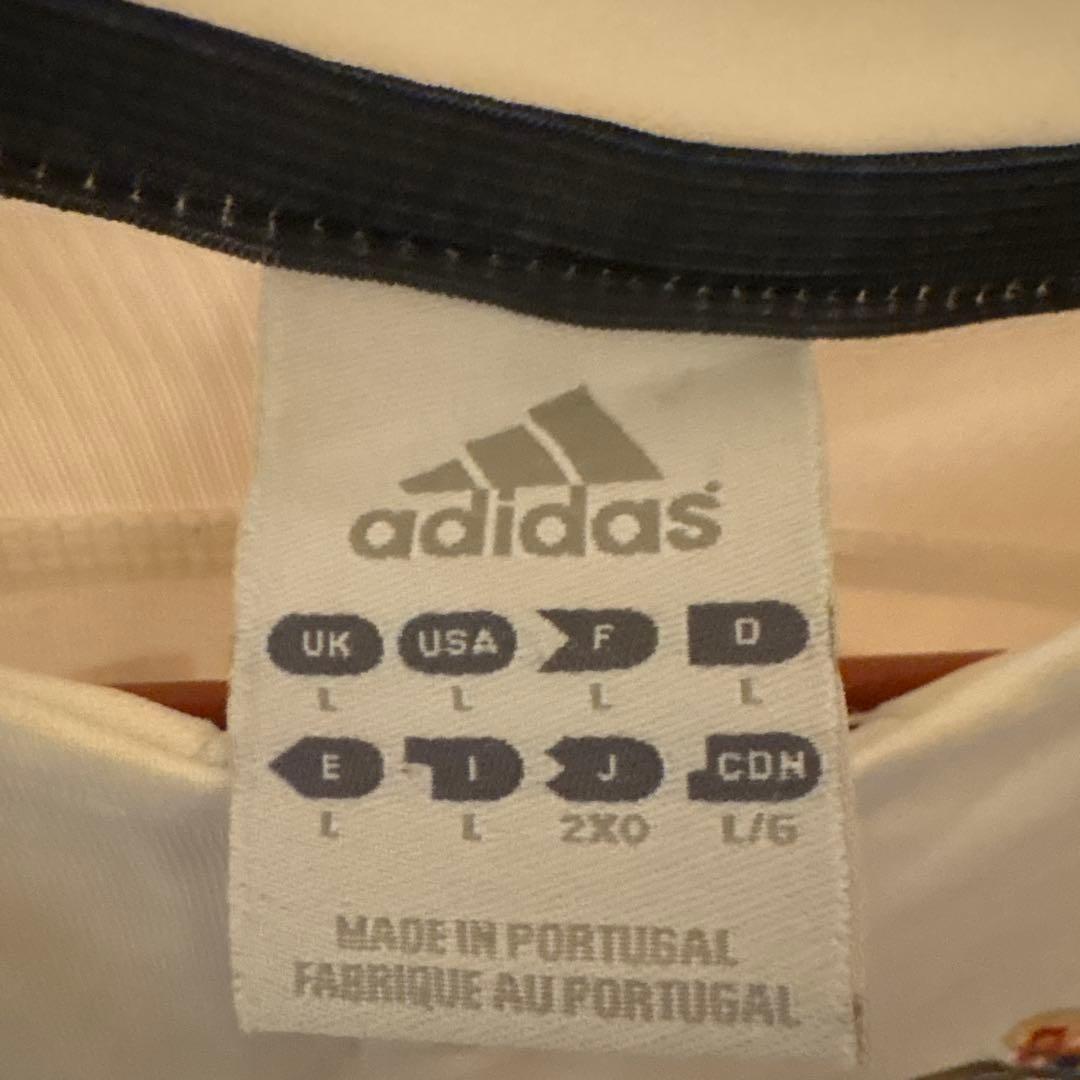 adidas
UK USA F D
L L L L
E I J CDN
L L 2XO L/G
MADE IN PORTUGAL
FABRIQUE AU PORTUGAL